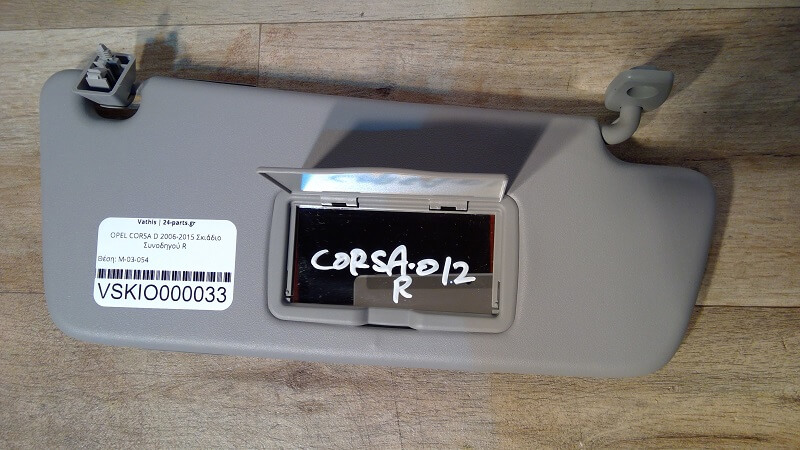 Vathis | 24-parts.gr
OPEL CORSA D 2006-2015 Σκιάδιο
Συνοδηγού R
Θέση: M-03-054
VSKIO000033
CORSA.012
R